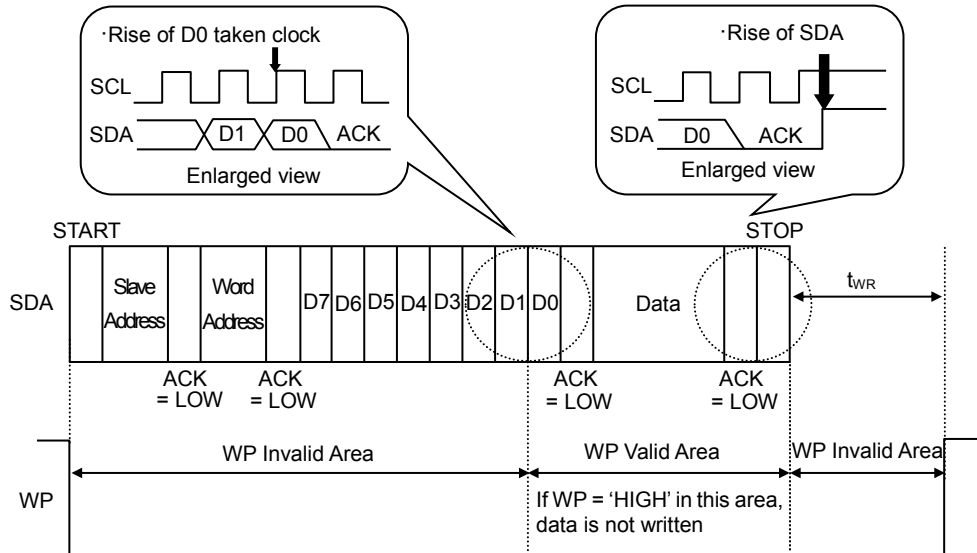 ·Rise of D0 taken clock
SCL
SDA
D1
D0
ACK
Enlarged view
·Rise of SDA
SCL
SDA
D0
ACK
Enlarged view
START
STOP
SDA
Slave
Address
Word
Address
D7
D6
D5
D4
D3
D2
D1
D0
Data
tWR
ACK
= LOW
ACK
= LOW
ACK
= LOW
ACK
= LOW
WP Invalid Area
WP Valid Area
WP Invalid Area
WP
If WP = ‘HIGH’ in this area,
data is not written